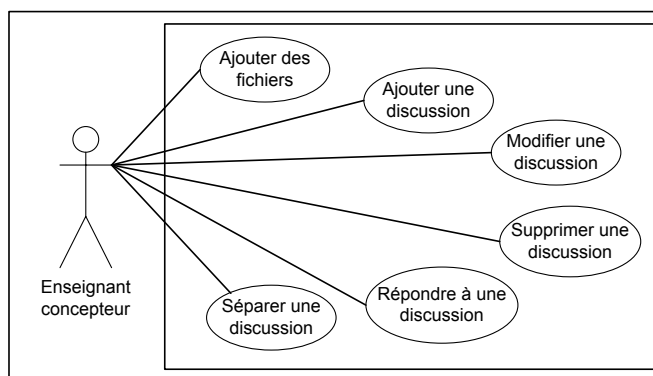 Ajouter des
fichiers
Ajouter une
discussion
Modifier une
discussion
Supprimer une
discussion
Enseignant
concepteur
Séparer une
discussion
Répondre à une
discussion